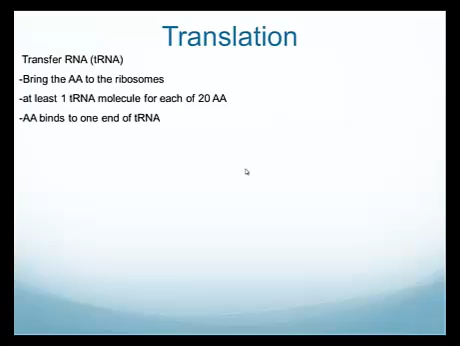 Translation
Transfer RNA (tRNA)
-Bring the AA to the ribosomes
-at least 1 tRNA molecule for each of 20 AA
-AA binds to one end of tRNA